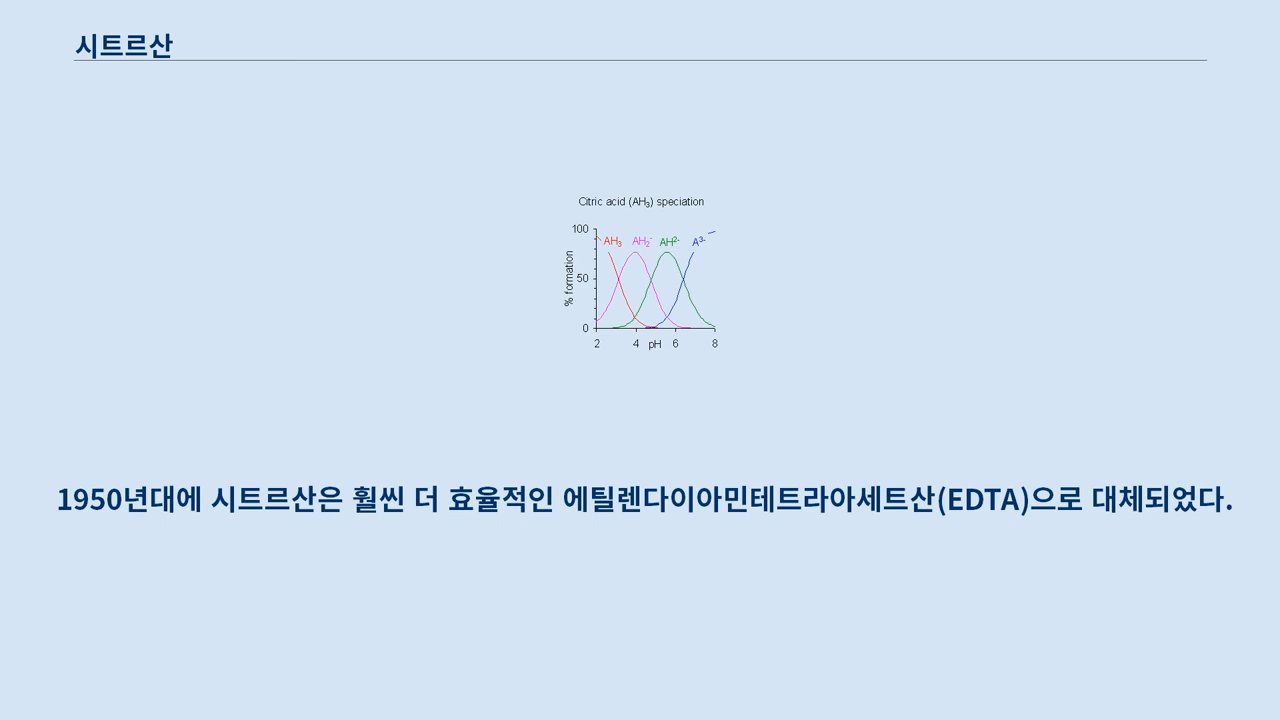 시트르산
Citric acid (AH₃) speciation
100
AH₃ AH₂⁻ AH²⁻ A³⁻
% formation
50
0
2 4 pH 6 8
1950년대에 시트르산은 훨씬 더 효율적인 에틸렌다이아민테트라아세트산(EDTA)으로 대체되었다.